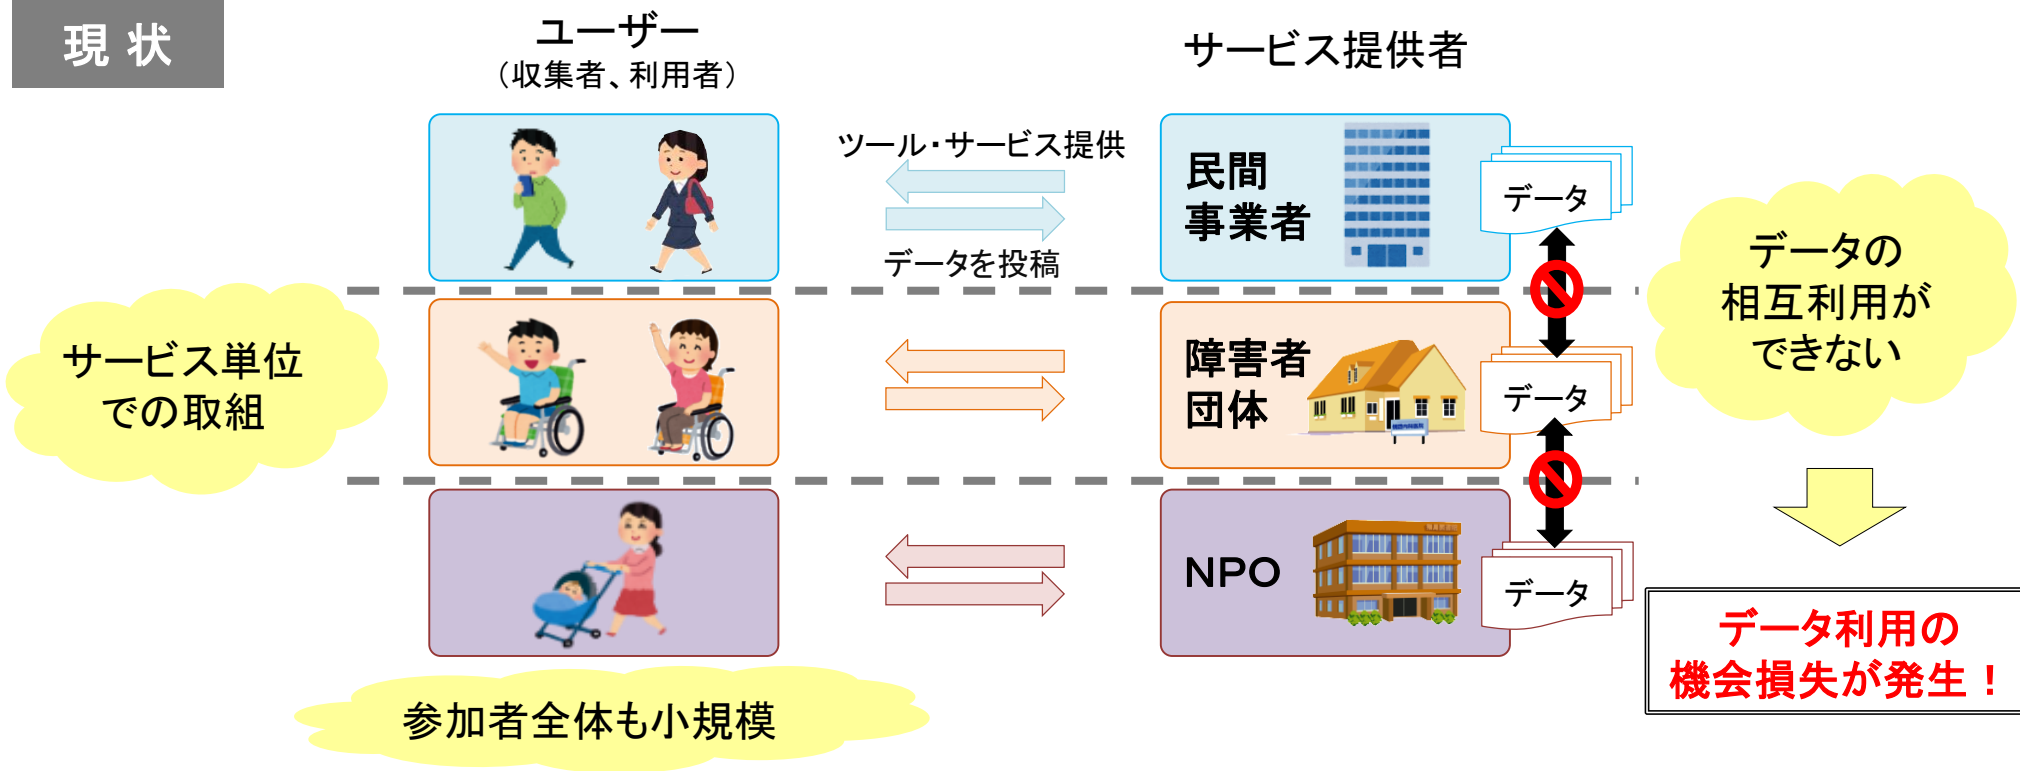 現 状
ユーザー
（収集者、利用者）
サービス提供者
ツール・サービス提供
データを投稿
民間
事業者
データ
障害者
団体
データ
NPO
データ
サービス単位
での取組
参加者全体も小規模
データの
相互利用が
できない
データ利用の
機会損失が発生！